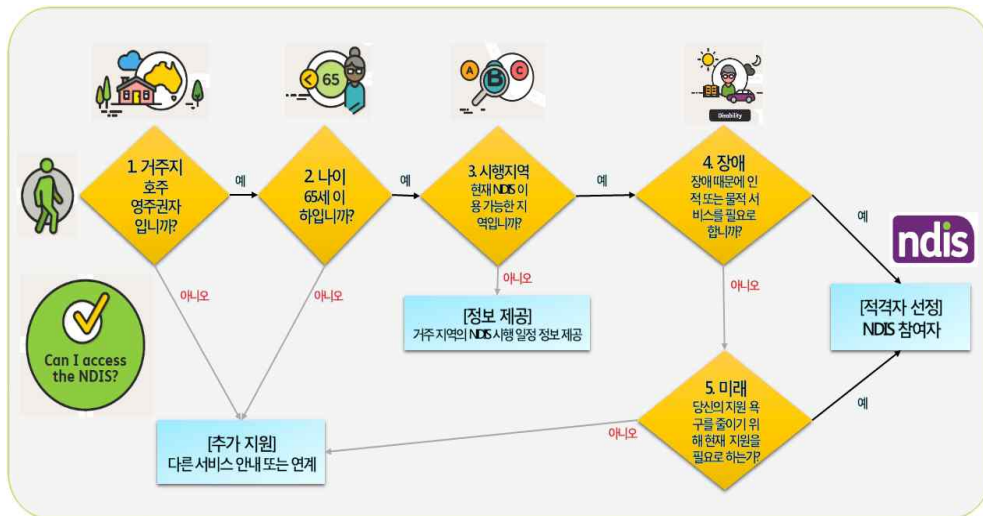 65
A
B
C
Disability
1. 거주지
호주
영주권자
입니까?
예
2. 나이
65세 이
하입니까?
예
3. 시행지역
현재 NDIS 이
용 가능한 지
역입니까?
예
4. 장애
장애 때문에 인
적 또는 물적 서
비스를 필요로
합니까?
예
ndis
아니오
아니오
아니오
아니오
Can I access
the NDIS?
[정보 제공]
거주 지역의 NDIS 시행 일정 정보 제공
[적격자 선정]
NDIS 참여자
5. 미래
당신의 지원 욕
구를 줄이기 위
해 현재 지원을
필요로 하는가?
예
아니오
[추가 지원]
다른 서비스 안내 또는 연계